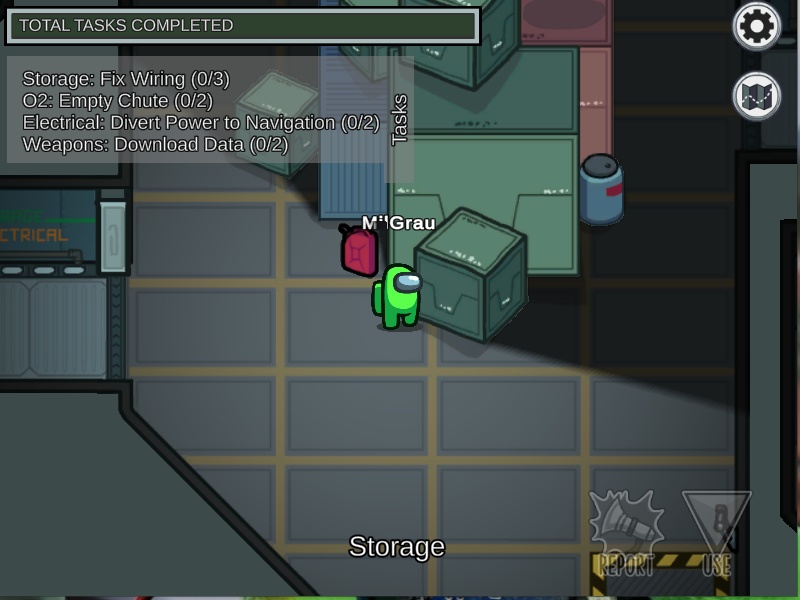 TOTAL TASKS COMPLETED
Storage: Fix Wiring (0/3)
O2: Empty Chute (0/2)
Electrical: Divert Power to Navigation (0/2)
Weapons: Download Data (0/2)
Tasks
CTRICAL
Storage
REPORT
USE